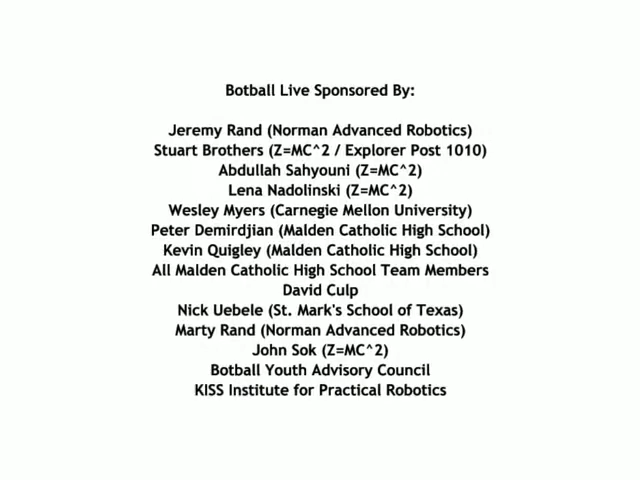 Botball Live Sponsored By:
Jeremy Rand (Norman Advanced Robotics)
Stuart Brothers (Z=MC^2 / Explorer Post 1010)
Abdullah Sahyouni (Z=MC^2)
Lena Nadolinski (Z=MC^2)
Wesley Myers (Carnegie Mellon University)
Peter Demirdjian (Malden Catholic High School)
Kevin Quigley (Malden Catholic High School)
All Malden Catholic High School Team Members
David Culp
Nick Uebele (St. Mark's School of Texas)
Marty Rand (Norman Advanced Robotics)
John Sok (Z=MC^2)
Botball Youth Advisory Council
KISS Institute for Practical Robotics